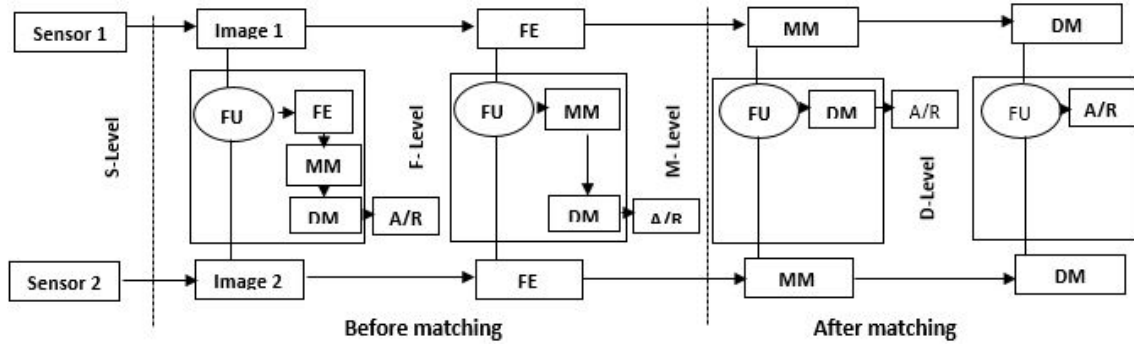 Sensor 1
Image 1
FE
MM
DM
S-Level
FU
FE
MM
DM
A/R
F- Level
FU
MM
DM
A/R
M- Level
FU
DM
A/R
D-Level
FU
A/R
Sensor 2
Image 2
FE
MM
DM
Before matching
After matching